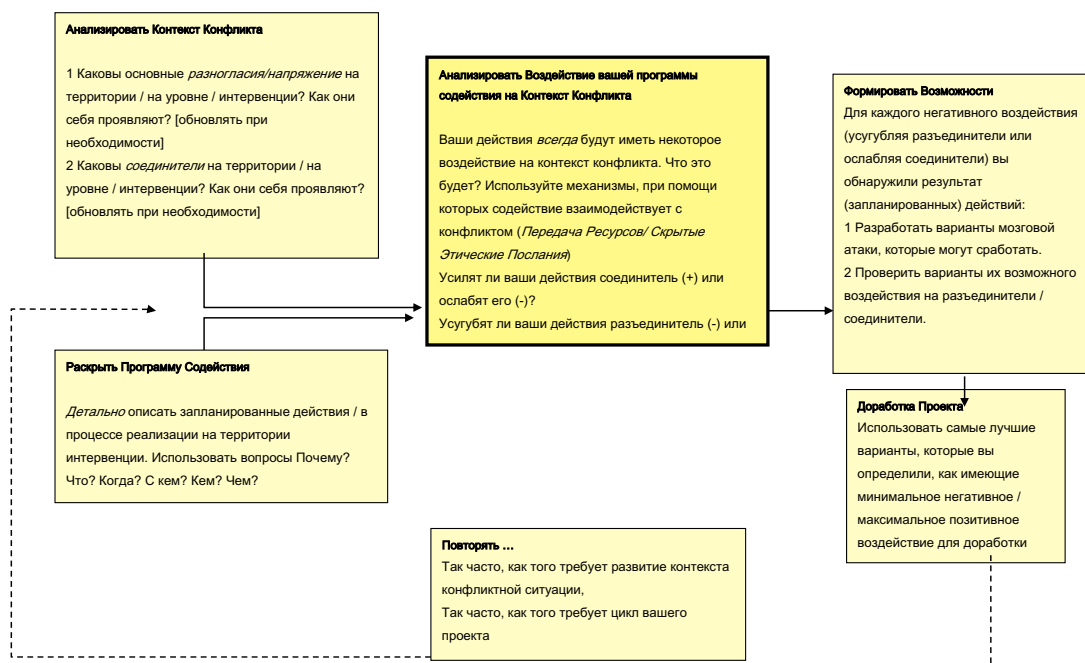 Анализировать Контекст Конфликта
1 Каковы основные разногласия/напряжение на
территории / на уровне / интервенции? Как они
себя проявляют? [обновлять при
необходимости]
2 Каковы соединители на территории / на
уровне / интервенции? Как они себя проявляют?
[обновлять при необходимости]
Раскрыть Программу Содействия
Детально описать запланированные действия / в
процессе реализации на территории
интервенции. Использовать вопросы Почему?
Что? Когда? С кем? Кем? Чем?
Анализировать Воздействие вашей программы
содействия на Контекст Конфликта
Ваши действия всегда будут иметь некоторое
воздействие на контекст конфликта. Что это
будет? Используйте механизмы, при помощи
которых содействие взаимодействует с
конфликтом (Передача Ресурсов/ Скрытые
Этические Послания)
Усилят ли ваши действия соединитель (+) или
ослабят его (-)?
Усугубят ли ваши действия разъединитель (-) или
Формировать Возможности
Для каждого негативного воздействия
(усугубляя разъединители или
ослабляя соединители) вы
обнаружили результат
(запланированных) действий:
1 Разработать варианты мозговой
атаки, которые могут сработать.
2 Проверить варианты их возможного
воздействия на разъединители /
соединители.
Доработка Проекта
Использовать самые лучшие
варианты, которые вы
определили, как имеющие
минимальное негативное /
максимальное позитивное
воздействие для доработки
Повторять ...
Так часто, как того требует развитие контекста
конфликтной ситуации,
Так часто, как того требует цикл вашего
проекта